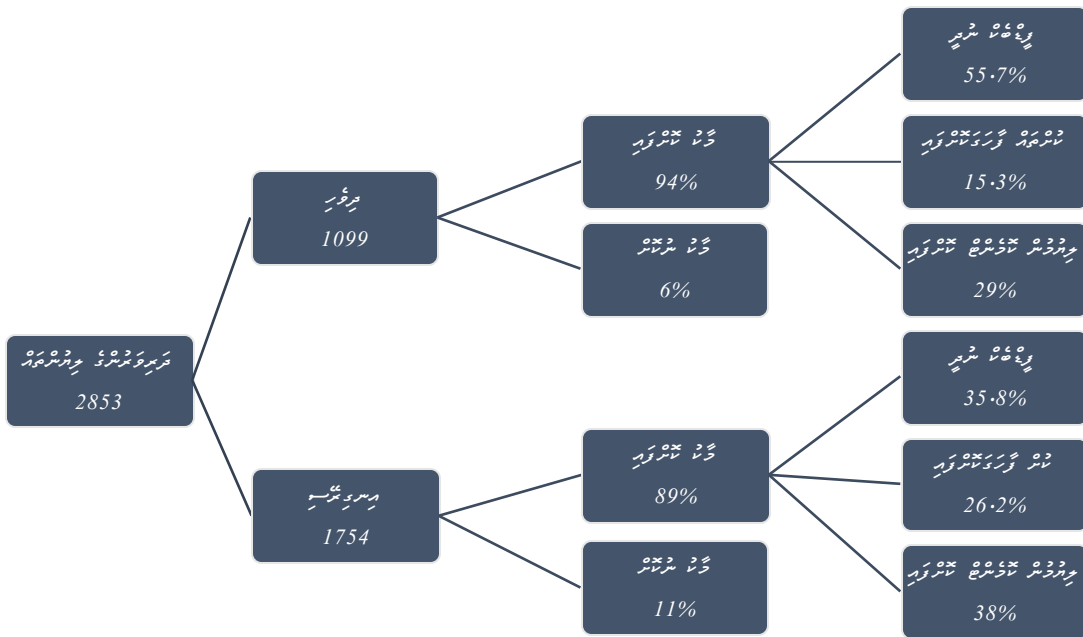 ފީޑްބެކް ނުދީ
55.7%
ކުށްތައް ފާހަގަކޮށްފައި
15.3%
ލިޔުމުން ކޮމެންޓް ކޮށްފައި
29%
މާކު ކޮށްފައި
94%
މާކު ނުކޮށް
6%
ދިވެހި
1099
ދަރިވަރުންގެ ލިޔުންތައް
2853
އިނގިރޭސި
1754
މާކު ކޮށްފައި
89%
މާކު ނުކޮށް
11%
ފީޑްބެކް ނުދީ
35.8%
ކުށް ފާހަގަކޮށްފައި
26.2%
ލިޔުމުން ކޮމެންޓް ކޮށްފައި
38%